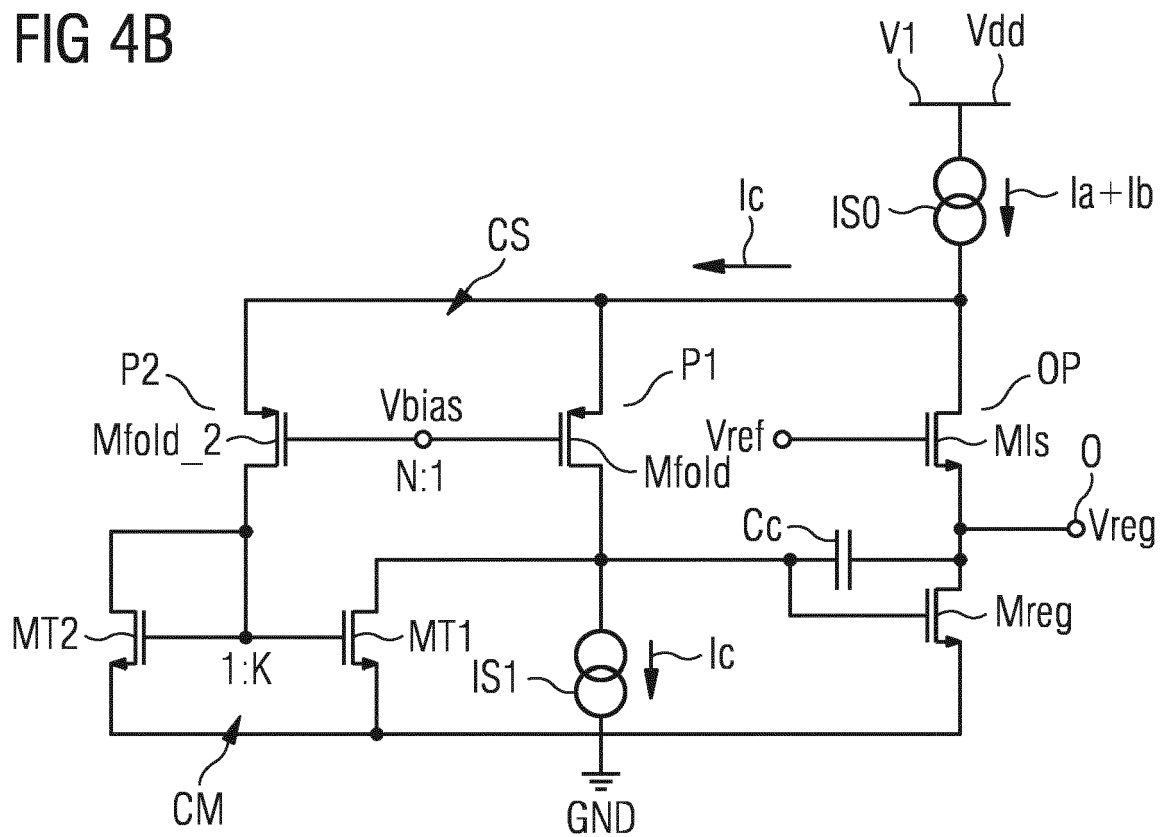 FIG 4B
V1
Vdd
IS0
Ia+Ib
Ic
CS
P2
Mfold_2
Vbias
N:1
P1
Mfold
Vref
OP
Mls
O
Vreg
Cc
Mreg
MT2
1:K
MT1
IS1
Ic
CM
GND